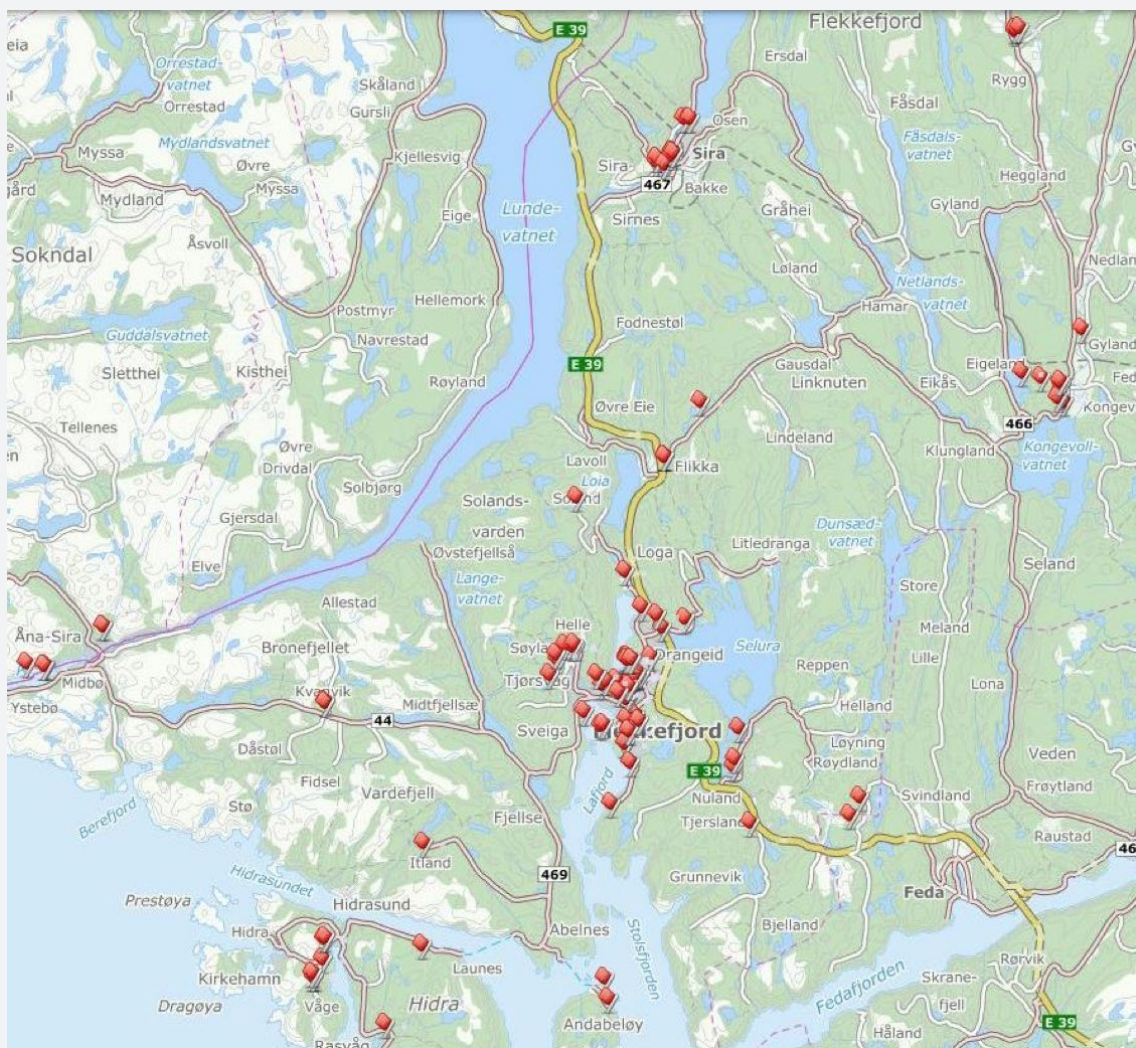 E 39
Flekkefjord
Ersdal
Orrestad-
vatnet
Skåland
Rygg
Orrestad
Gursli
Mydlandsvatnet
Osen
Fåsdal
Myssa
Øvre
Myssa
Kjellesvig
Sira
Sira
Fåsdals-
vatnet
Heggland
Mydland
467
Bakke
Eige
Lunde-
vatnet
Sirnes
Gråhei
Gyland
Åsvoll
Sokndal
Løland
Netlands-
vatnet
Hellemork
Postmyr
Hamar
Guddalsvatnet
Navrestad
Fodnestøl
Gyland
Sletthei
Kisthei
E 39
Gausdal
Linknuten
Røyland
Eikås
Øvre Eie
466
Tellenes
Øvre
Drivdal
Lindeland
Klungland
Kongevoll-
vatnet
Lavoll
Flikka
Solbjørg
Loia
Solands-
varden
Gjersdal
Dunsæd-
vatnet
Øvstefjellså
Loga
Litledranga
Elve
Lange-
vatnet
Store
Seland
Allestad
Åna-Sira
Helle
Meland
Bronefjellet
Selura
Drangeid
Lille
Midbø
Reppen
Lona
Tjørsvåg
Ystebø
Kvanvik
Midtfjellsæ
Helland
44
Sveiga
Dåstøl
Løyning
Veden
Fidsel
E 39
Røydland
Lafjord
Frøytland
Berefjord
Stø
Vardefjell
Nuland
Svindland
Fjellse
Tjersland
Raustad
Itland
Hidrasundet
469
Grunnevik
Feda
Prestøya
Hidrasund
Stolsfjorden
Bjelland
Hidra
Abelnes
Rørvik
Kirkehamn
Launes
Fedafjorden
Skrane-
fjell
Dragøya
Våge
Hidra
Andabeløy
E 39
Håland
Rasvåg